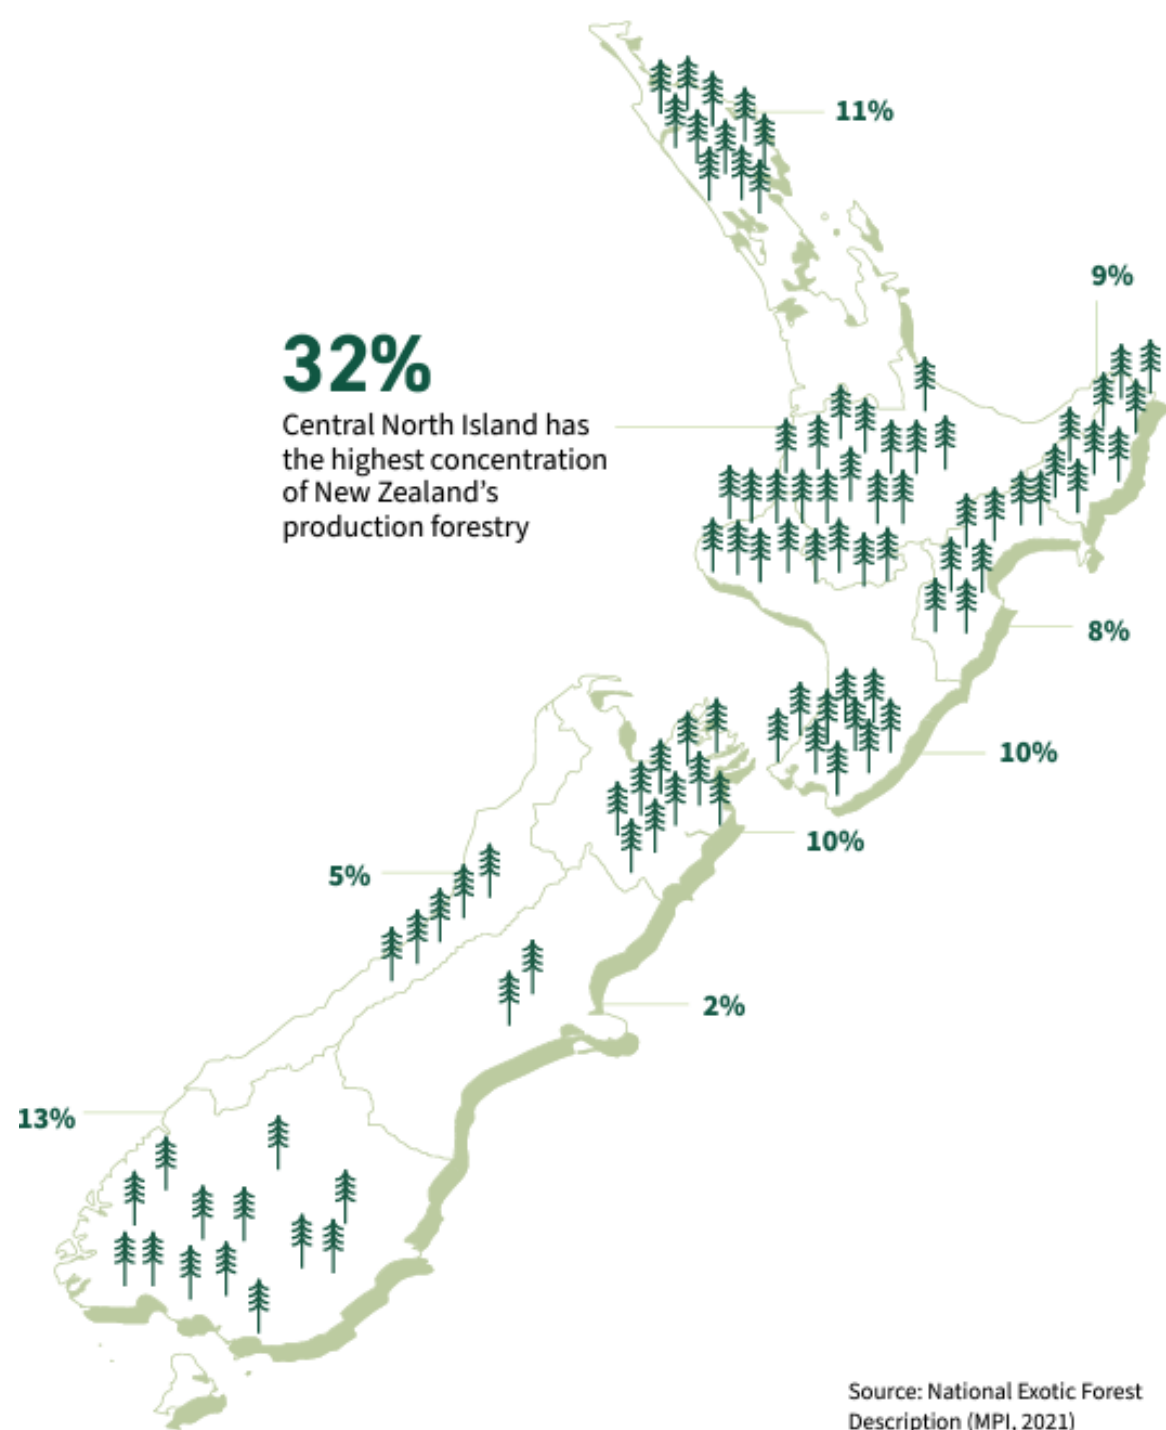 11%
9%
32%
Central North Island has
the highest concentration
of New Zealand's
production forestry
8%
10%
10%
5%
2%
13%
Source: National Exotic Forest
Description (MPI, 2021)